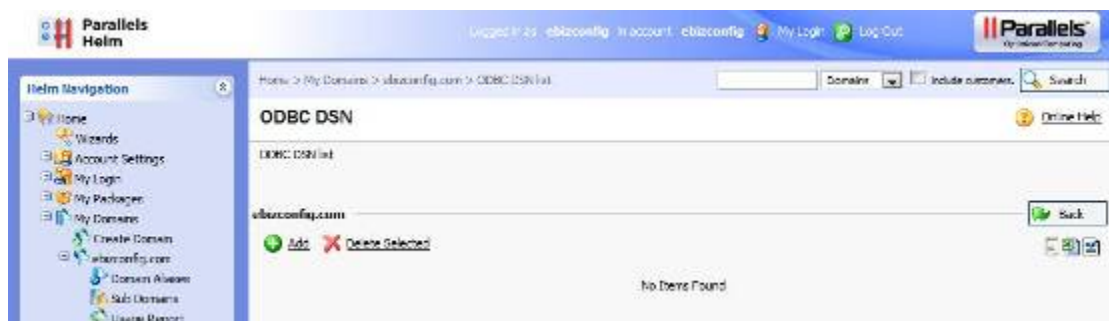 Parallels
Helm
Logged in as ebizconfig in account ebizconfig My Login Log Out
Parallels
Helm Navigation
Home > My Domains > ebizconfig.com > ODBC DSN list
Domains
Include customers.
Search
Home
Wizards
Account Settings
My Login
My Packages
My Domains
Create Domain
ebizconfig.com
Domain Aliases
Sub Domains
Usage Report
ODBC DSN
Online Help
ODBC DSN list
ebizconfig.com
Back
Add
Delete Selected
No Items Found